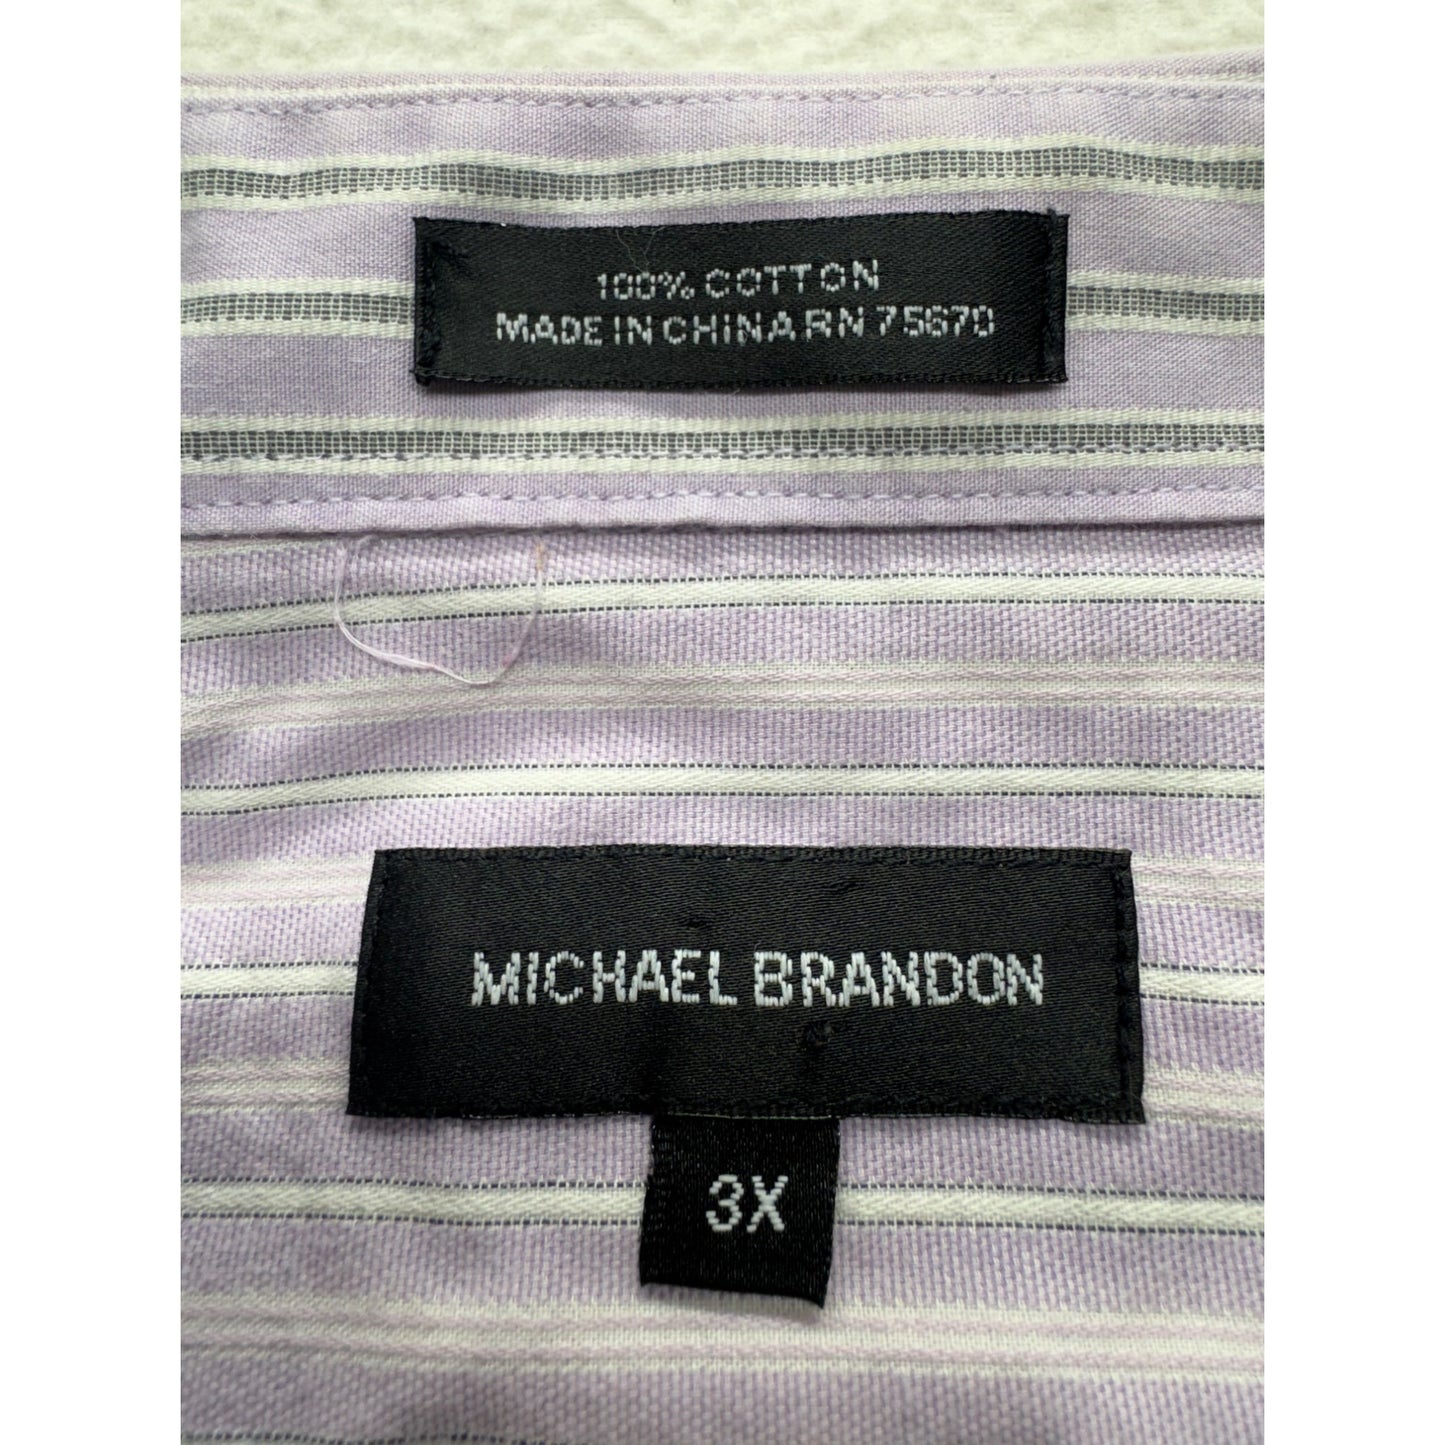 100% COTTON
MADE IN CHINA RN 75670
MICHAEL BRANDON
3X